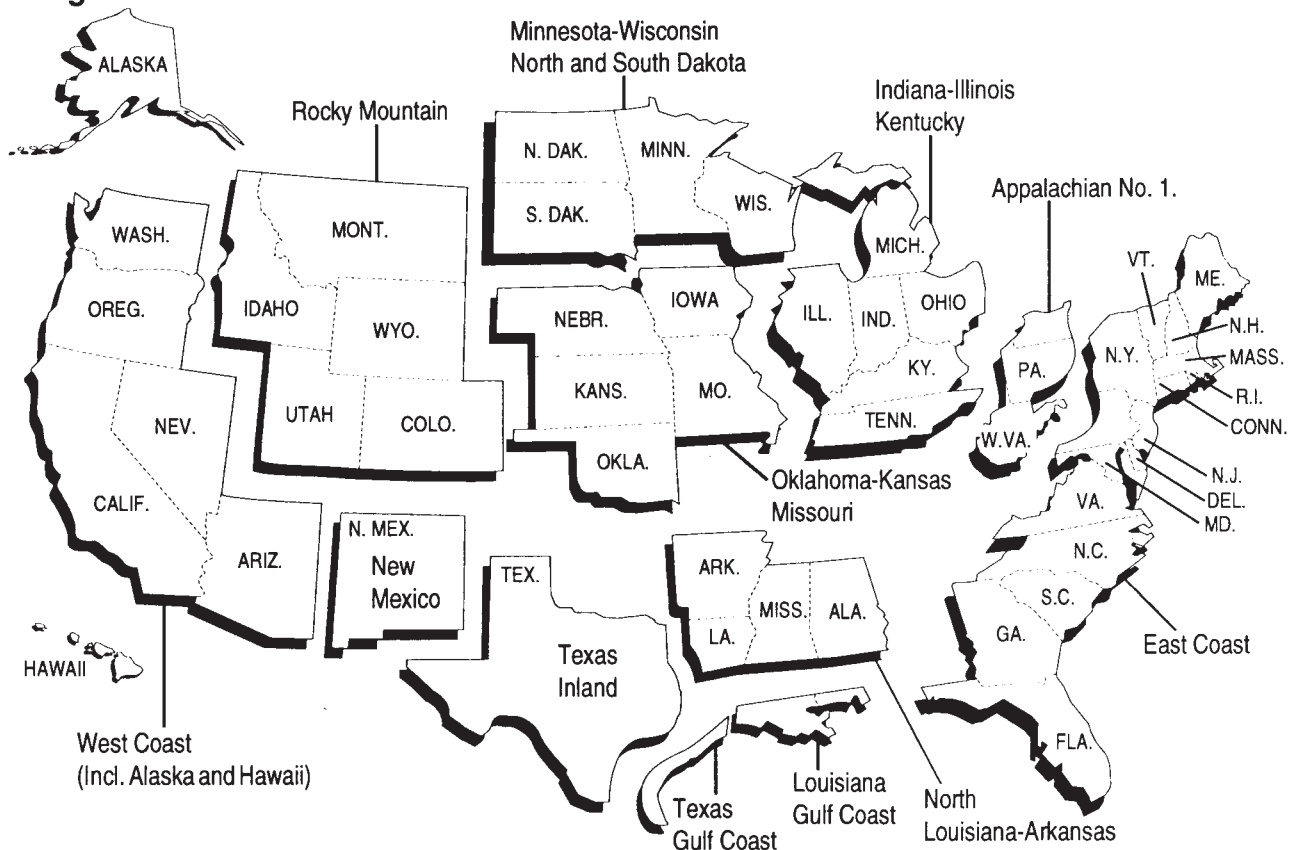 ALASKA
Minnesota-Wisconsin
North and South Dakota
Indiana-Illinois
Kentucky
Rocky Mountain
Appalachian No. 1.
N. DAK.
MINN.
S. DAK.
WIS.
WASH.
MONT.
MICH.
VT.
ME.
OREG.
IDAHO
WYO.
NEBR.
IOWA
ILL.
IND.
OHIO
N.Y.
N.H.
MASS.
PA.
KY.
R.I.
CONN.
NEV.
UTAH
COLO.
KANS.
MO.
TENN.
W.VA.
OKLA.
Oklahoma-Kansas
Missouri
N.J.
DEL.
MD.
VA.
CALIF.
ARIZ.
N. MEX.
New
Mexico
TEX.
ARK.
MISS.
ALA.
LA.
N.C.
S.C.
GA.
East Coast
HAWAII
Texas
Inland
FLA.
West Coast
(Incl. Alaska and Hawaii)
Texas
Gulf Coast
Louisiana
Gulf Coast
North
Louisiana-Arkansas